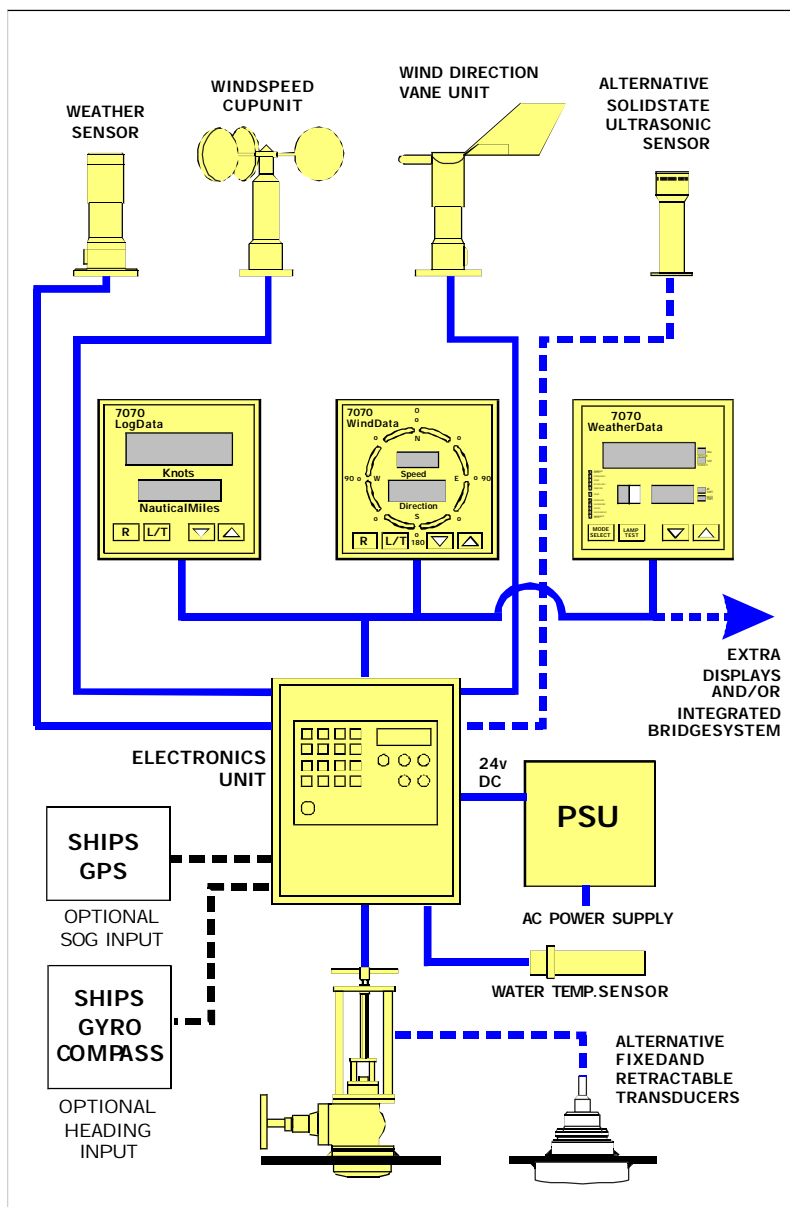 WEATHER
SENSOR
WINDSPEED
CUPUNIT
WIND DIRECTION
VANE UNIT
ALTERNATIVE
SOLIDSTATE
ULTRASONIC
SENSOR
7070
LogData
Knots
NauticalMiles
R L/T
7070
WindData
N
Speed
90 W E 90
Direction
S
180
R L/T
7070
WeatherData
MODE
SELECT
LAMP
TEST
EXTRA
DISPLAYS
AND/OR
INTEGRATED
BRIDGESYSTEM
ELECTRONICS
UNIT
24v
DC
PSU
AC POWER SUPPLY
SHIPS
GPS
OPTIONAL
SOG INPUT
WATER TEMP.SENSOR
SHIPS
GYRO
COMPASS
OPTIONAL
HEADING
INPUT
ALTERNATIVE
FIXEDAND
RETRACTABLE
TRANSDUCERS